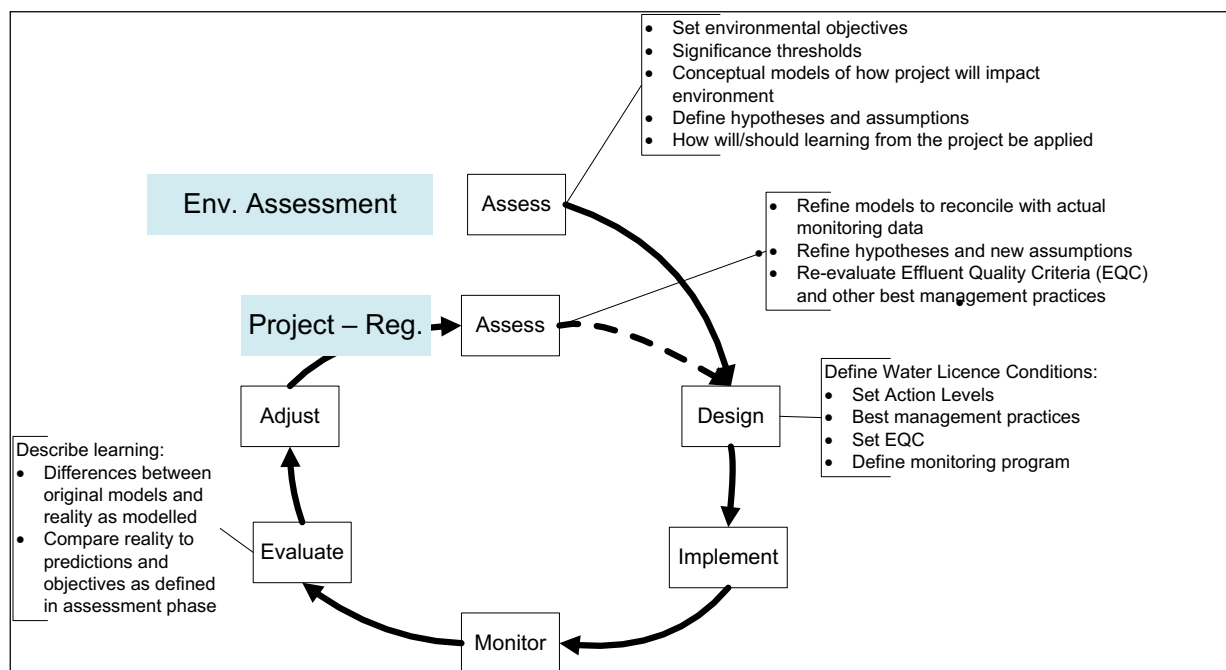 • Set environmental objectives
• Significance thresholds
• Conceptual models of how project will impact
environment
• Define hypotheses and assumptions
• How will/should learning from the project be applied
Env. Assessment
Assess
• Refine models to reconcile with actual
monitoring data
• Refine hypotheses and new assumptions
• Re-evaluate Effluent Quality Criteria (EQC)
and other best management practices
Project – Reg.
Assess
Define Water Licence Conditions:
• Set Action Levels
• Best management practices
• Set EQC
• Define monitoring program
Adjust
Design
Describe learning:
• Differences between
original models and
reality as modelled
• Compare reality to
predictions and
objectives as defined
in assessment phase
Evaluate
Implement
Monitor